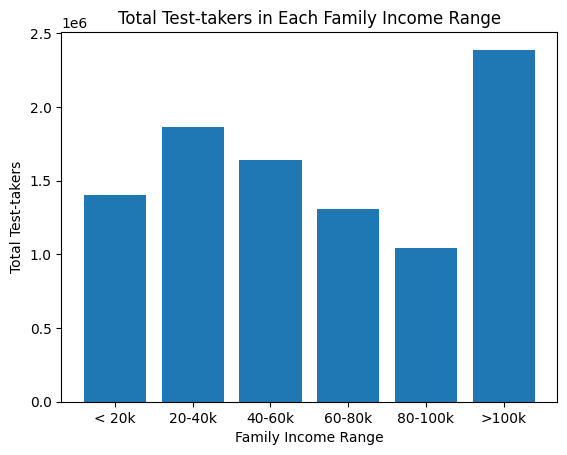 Total Test-takers in Each Family Income Range
1e6
2.5
2.0
1.5
1.0
0.5
0.0
Total Test-takers
< 20k
20-40k
40-60k
60-80k
80-100k
>100k
Family Income Range